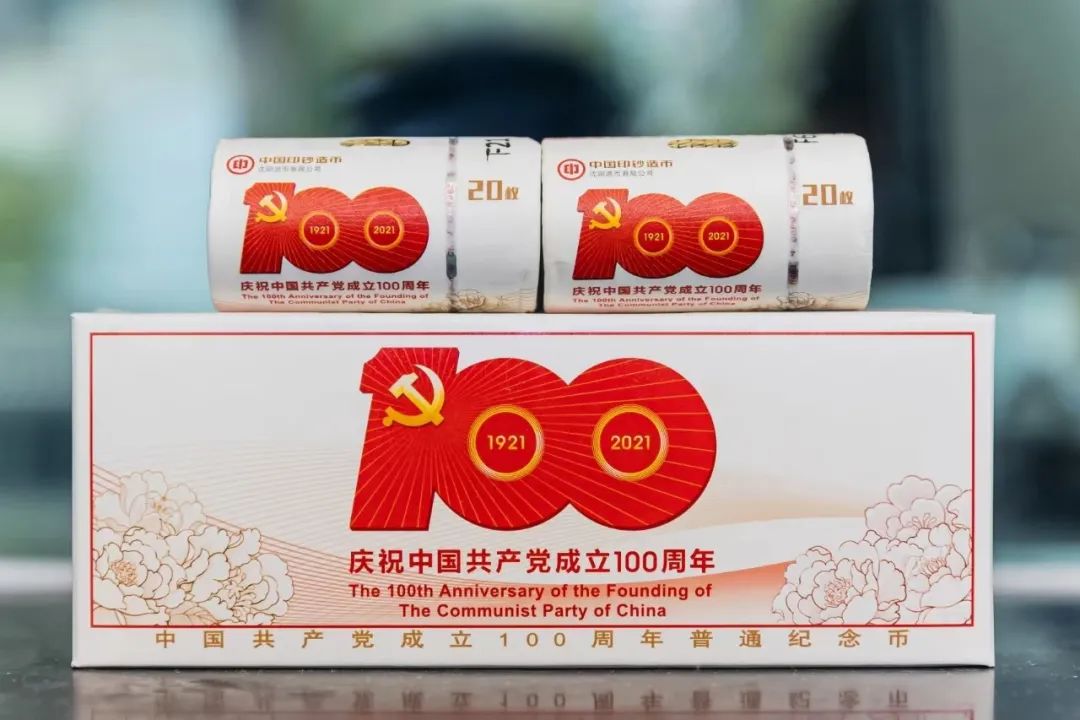 中国印钞造币
沈阳造币有限公司
20枚
1921 2021
庆祝中国共产党成立100周年
The 100th Anniversary of the Founding of
The Communist Party of China
中国印钞造币
沈阳造币有限公司
20枚
1921 2021
庆祝中国共产党成立100周年
The 100th Anniversary of the Founding of
The Communist Party of China
100
1921 2021
庆祝中国共产党成立100周年
The 100th Anniversary of the Founding of
The Communist Party of China
中国共产党成立100周年普通纪念币